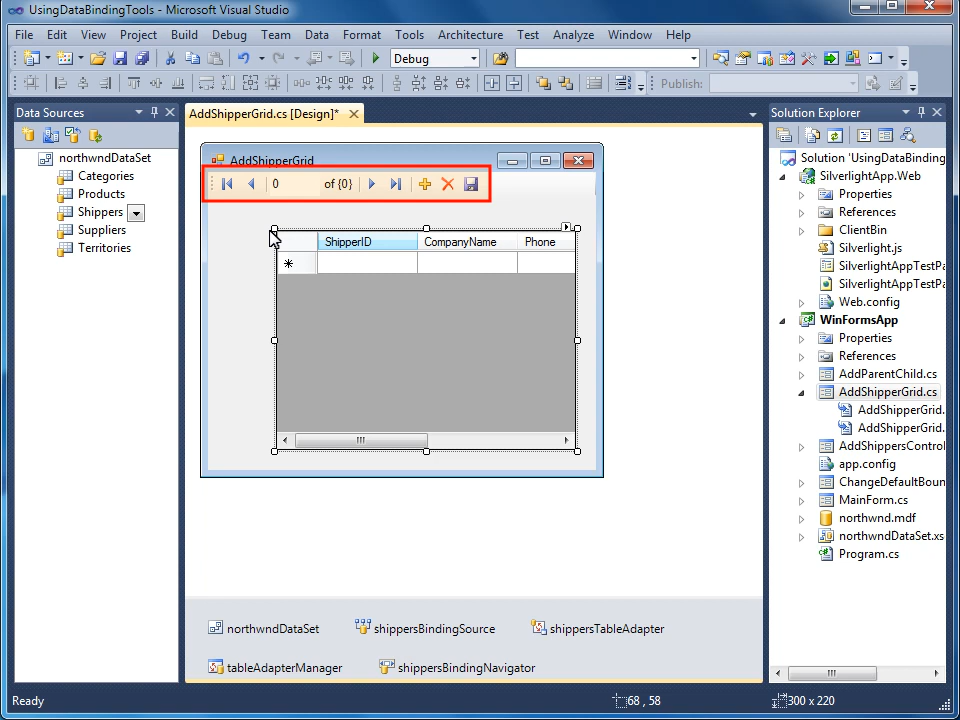 UsingDataBindingTools - Microsoft Visual Studio
File Edit View Project Build Debug Team Data Format Tools Architecture Test Analyze Window Help
Debug
Publish:
Data Sources
northwndDataSet
Categories
Products
Shippers
Suppliers
Territories
AddShipperGrid.cs [Design]*
AddShipperGrid
0 of {0}
ShipperID CompanyName Phone
northwndDataSet shippersBindingSource shippersTableAdapter
tableAdapterManager shippersBindingNavigator
Solution Explorer
Solution 'UsingDataBinding
SilverlightApp.Web
Properties
References
ClientBin
Silverlight.js
SilverlightAppTestPa
SilverlightAppTestPa
Web.config
WinFormsApp
Properties
References
AddParentChild.cs
AddShipperGrid.cs
AddShipperGrid.
AddShipperGrid.
AddShippersContro
app.config
ChangeDefaultBoun
MainForm.cs
northwnd.mdf
northwndDataSet.xs
Program.cs
Ready 68 , 58 300 x 220